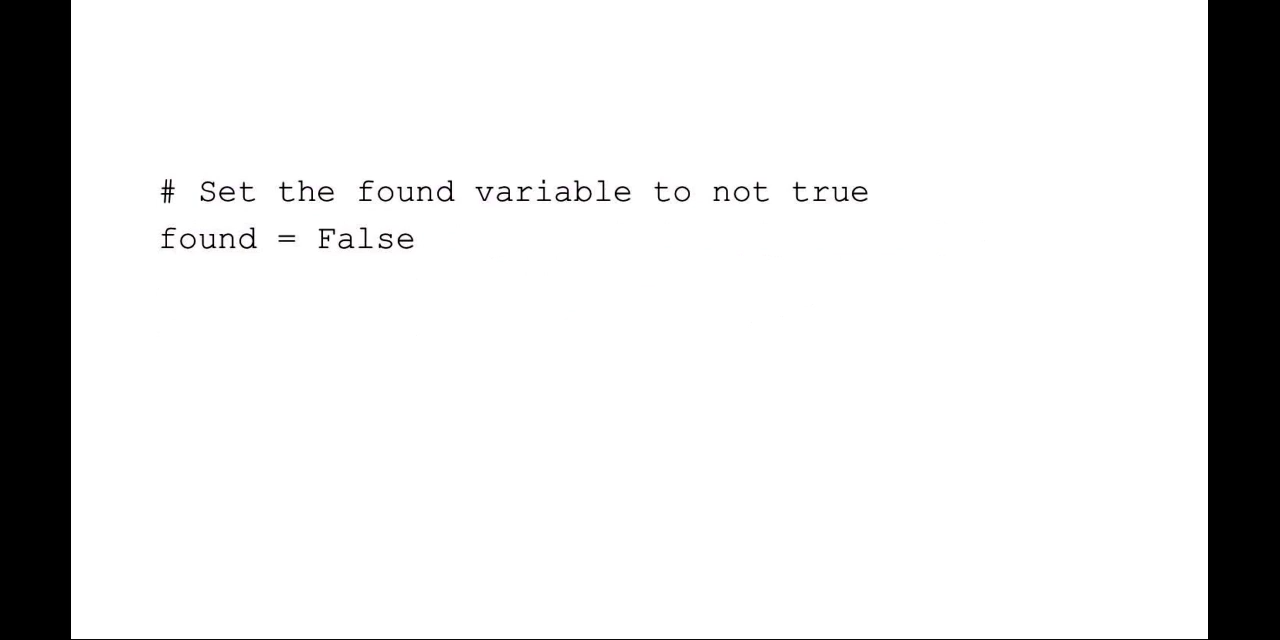 # Set the found variable to not true
found = False